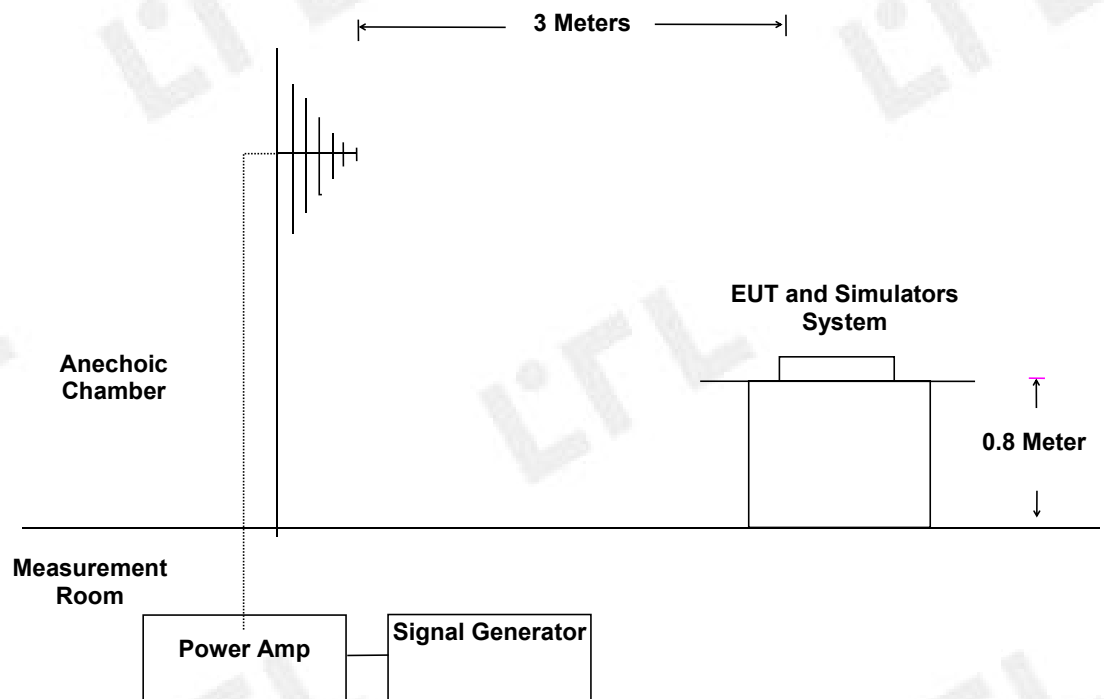 3 Meters
EUT and Simulators
System
Anechoic
Chamber
0.8 Meter
Measurement
Room
Power Amp
Signal Generator